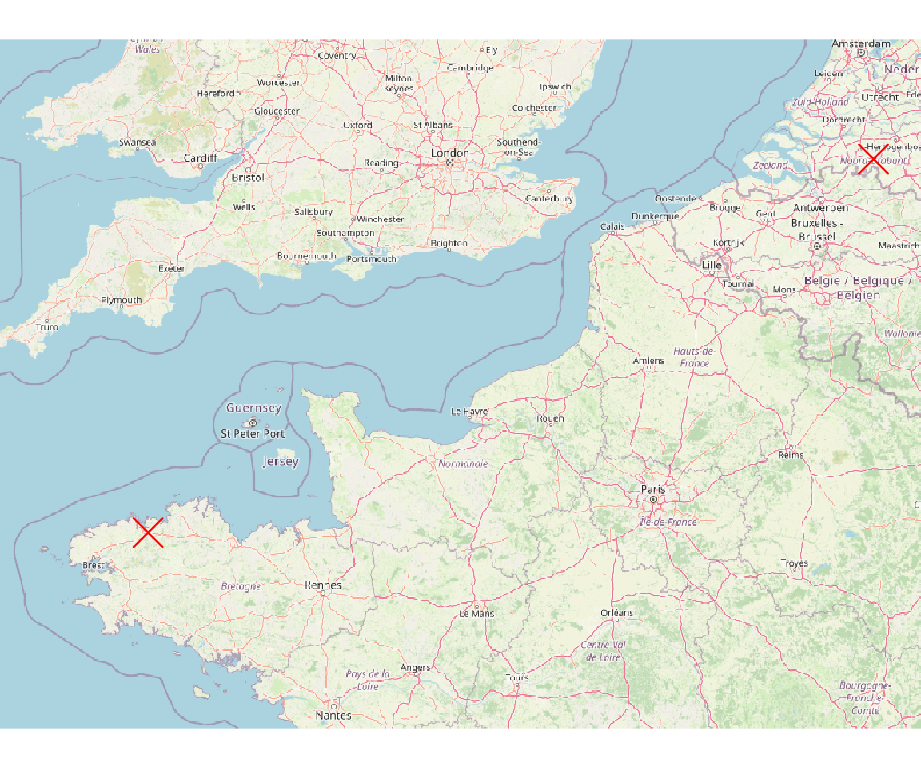 Wales
Coventry
Ely
Amsterdam
Worcester
Milton
Keynes
Cambridge
Leiden
Neder
Hereford
Ipswich
Utrecht
Ede
Gloucester
Colchester
Zuid-Holland
Oxford
St Albans
Dordrecht
Swansea
Cardiff
Reading
London
Southend-
on-Sea
Zeeland
Bristol
Canterbury
Wells
Salisbury
Winchester
Southampton
Oostende
Brugge
Gent
Antwerpen
Dunkerque
Calais
Bruxelles -
Brussel
Kortrijk
Maastrich
Brighton
Bournemouth
Portsmouth
Exeter
Lille
Tournai
Mons
België / Belgique /
Belgien
Plymouth
Truro
Wallonie
Amiens
Hauts-de-
France
Guernsey
St Peter Port
Le Havre
Rouen
Jersey
Normandie
Reims
Paris
Île-de-France
Brest
Bretagne
Rennes
Troyes
Le Mans
Orléans
Centre-Val
de Loire
Angers
Pays de la
Loire
Tours
Bourgogne-
Franche-
Comté
Nantes